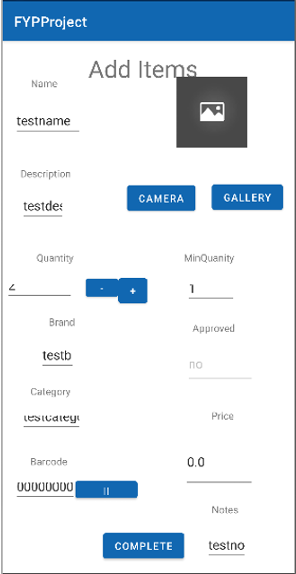 FYPProject
Add Items
Name
testname
Description
testdes
CAMERA
GALLERY
Quantity
MinQuanity
2
- +
1
Brand
Approved
testb
no
Category
testcateg
Price
Barcode
0.0
00000000
||
Notes
COMPLETE
testno